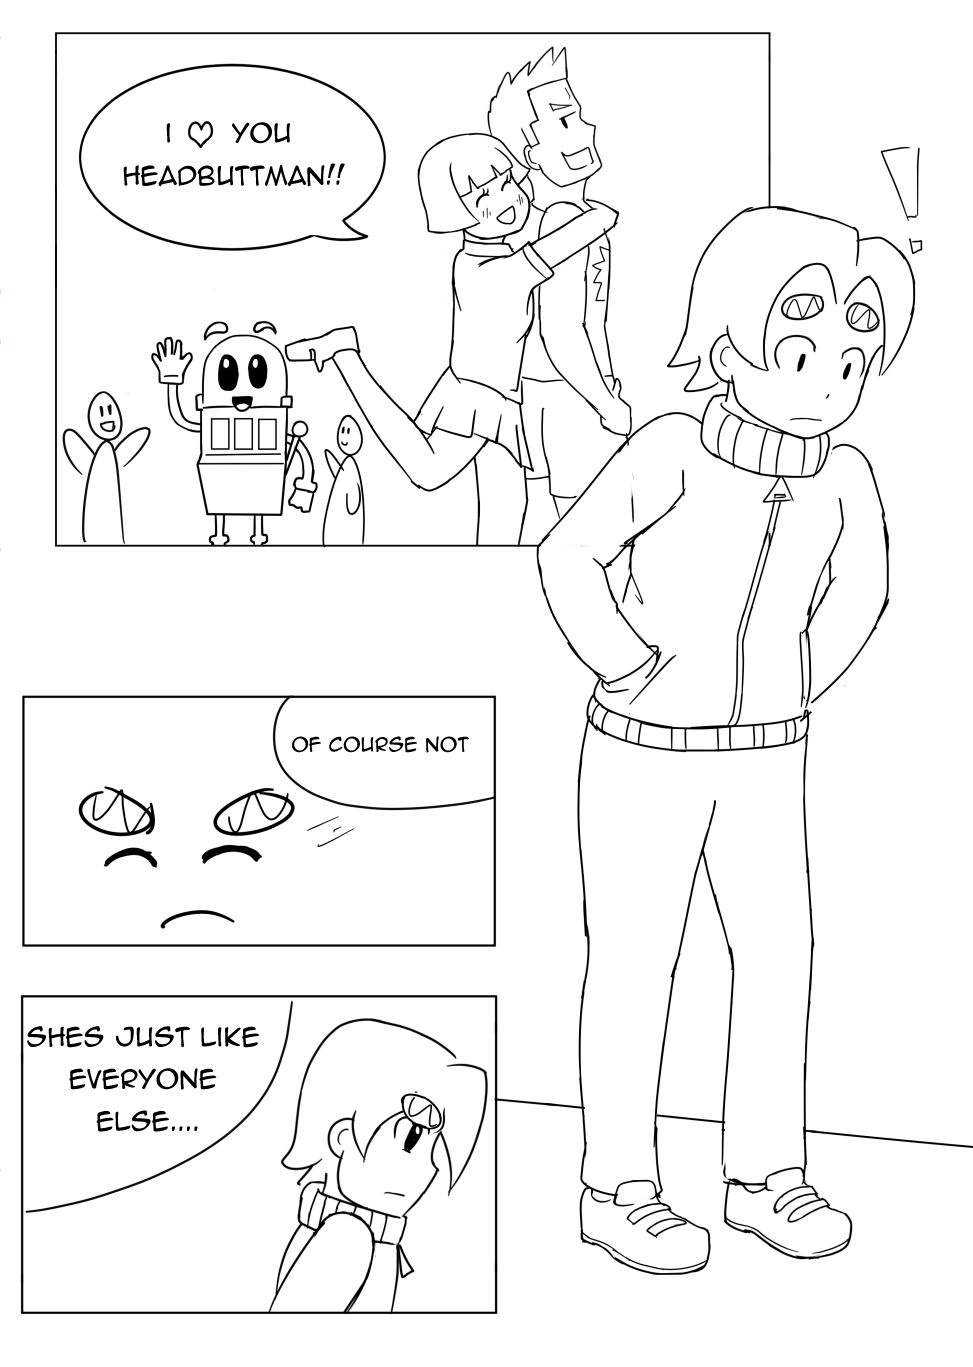 I ♡ YOU
HEADBUTTMAN!!
!
OF COURSE NOT
SHES JUST LIKE
EVERYONE
ELSE....